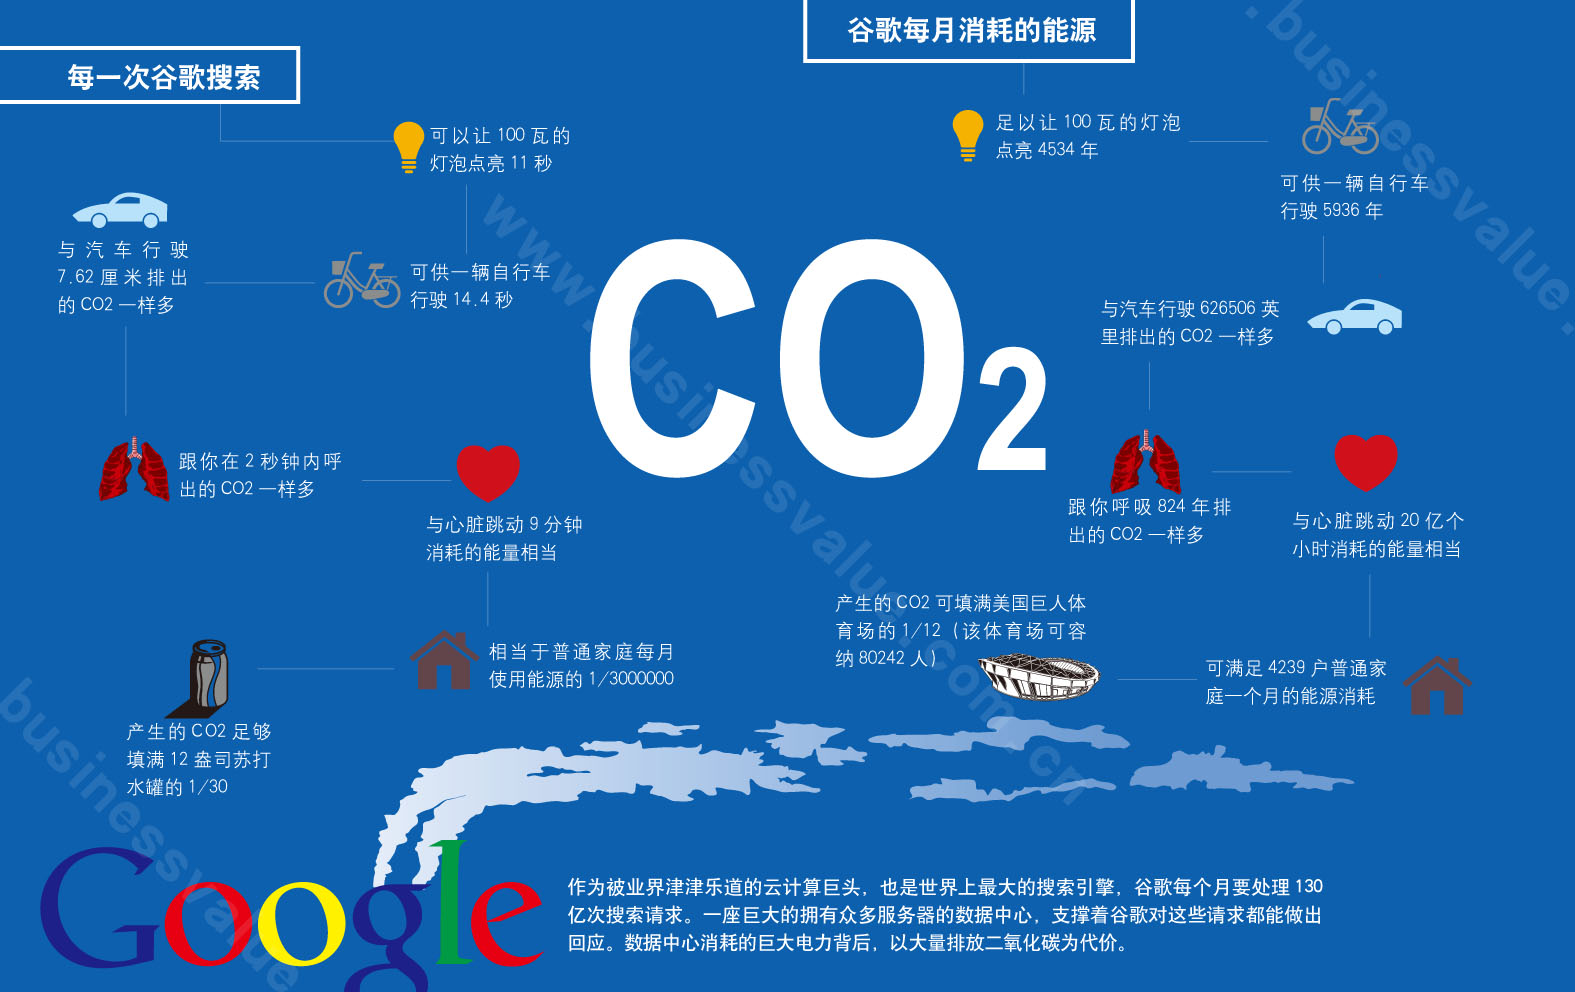 每一次谷歌搜索
可以让 100 瓦的
灯泡点亮 11 秒
可供一辆自行车
行驶 14.4 秒
与汽车行驶
7.62 厘米排出
的 CO2 一样多
跟你在 2 秒钟内呼
出的 CO2 一样多
与心脏跳动 9 分钟
消耗的能量相当
相当于普通家庭每月
使用能源的 1/3000000
产生的 CO2 足够
填满 12 盎司苏打
水罐的 1/30
CO2
谷歌每月消耗的能源
足以让 100 瓦的灯泡
点亮 4534 年
可供一辆自行车
行驶 5936 年
与汽车行驶 626506 英
里排出的 CO2 一样多
跟你呼吸 824 年排
出的 CO2 一样多
与心脏跳动 20 亿个
小时消耗的能量相当
可满足 4239 户普通家
庭一个月的能源消耗
产生的 CO2 可填满美国巨人体
育场的 1/12（该体育场可容
纳 80242 人）
Google
作为被业界津津乐道的云计算巨头，也是世界上最大的搜索引擎，谷歌每个月要处理 130
亿次搜索请求。一座巨大的拥有众多服务器的数据中心，支撑着谷歌对这些请求都能做出
回应。数据中心消耗的巨大电力背后，以大量排放二氧化碳为代价。
www.businessvalue.com.cn
.businessvalue.
businessvalue